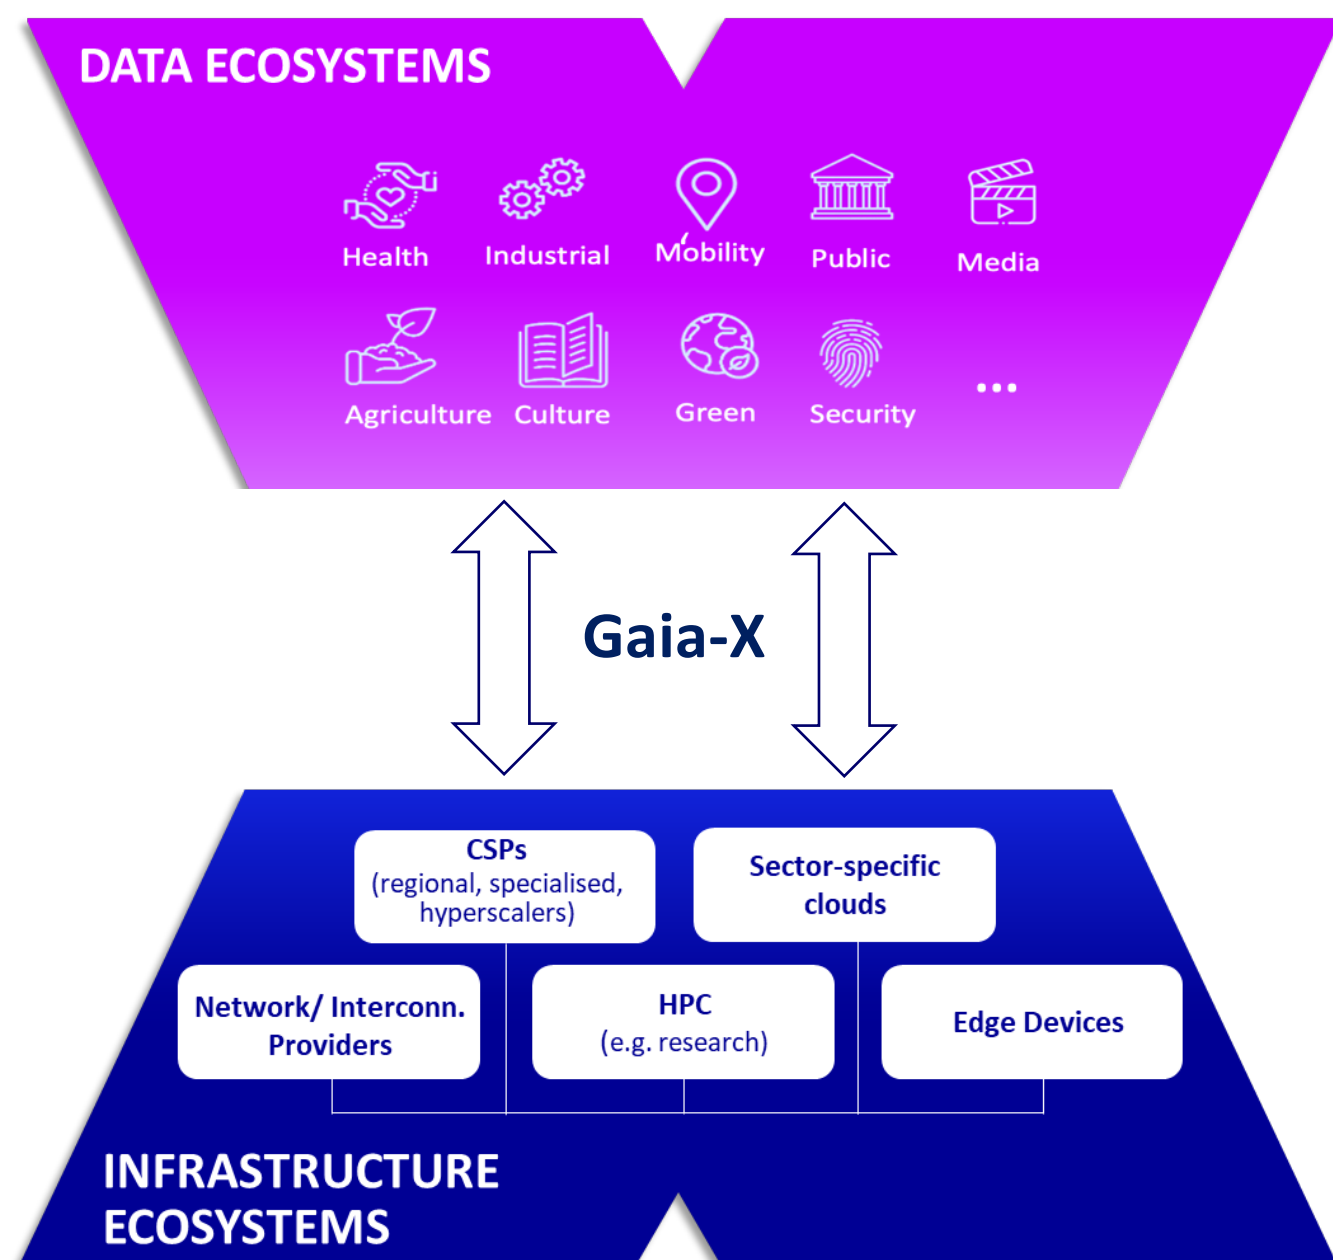 DATA ECOSYSTEMS
Health
Industrial
Mobility
Public
Media
Agriculture
Culture
Green
Security
...
Gaia-X
CSPs
(regional, specialised,
hyperscalers)
Sector-specific
clouds
Network/ Interconn.
Providers
HPC
(e.g. research)
Edge Devices
INFRASTRUCTURE
ECOSYSTEMS